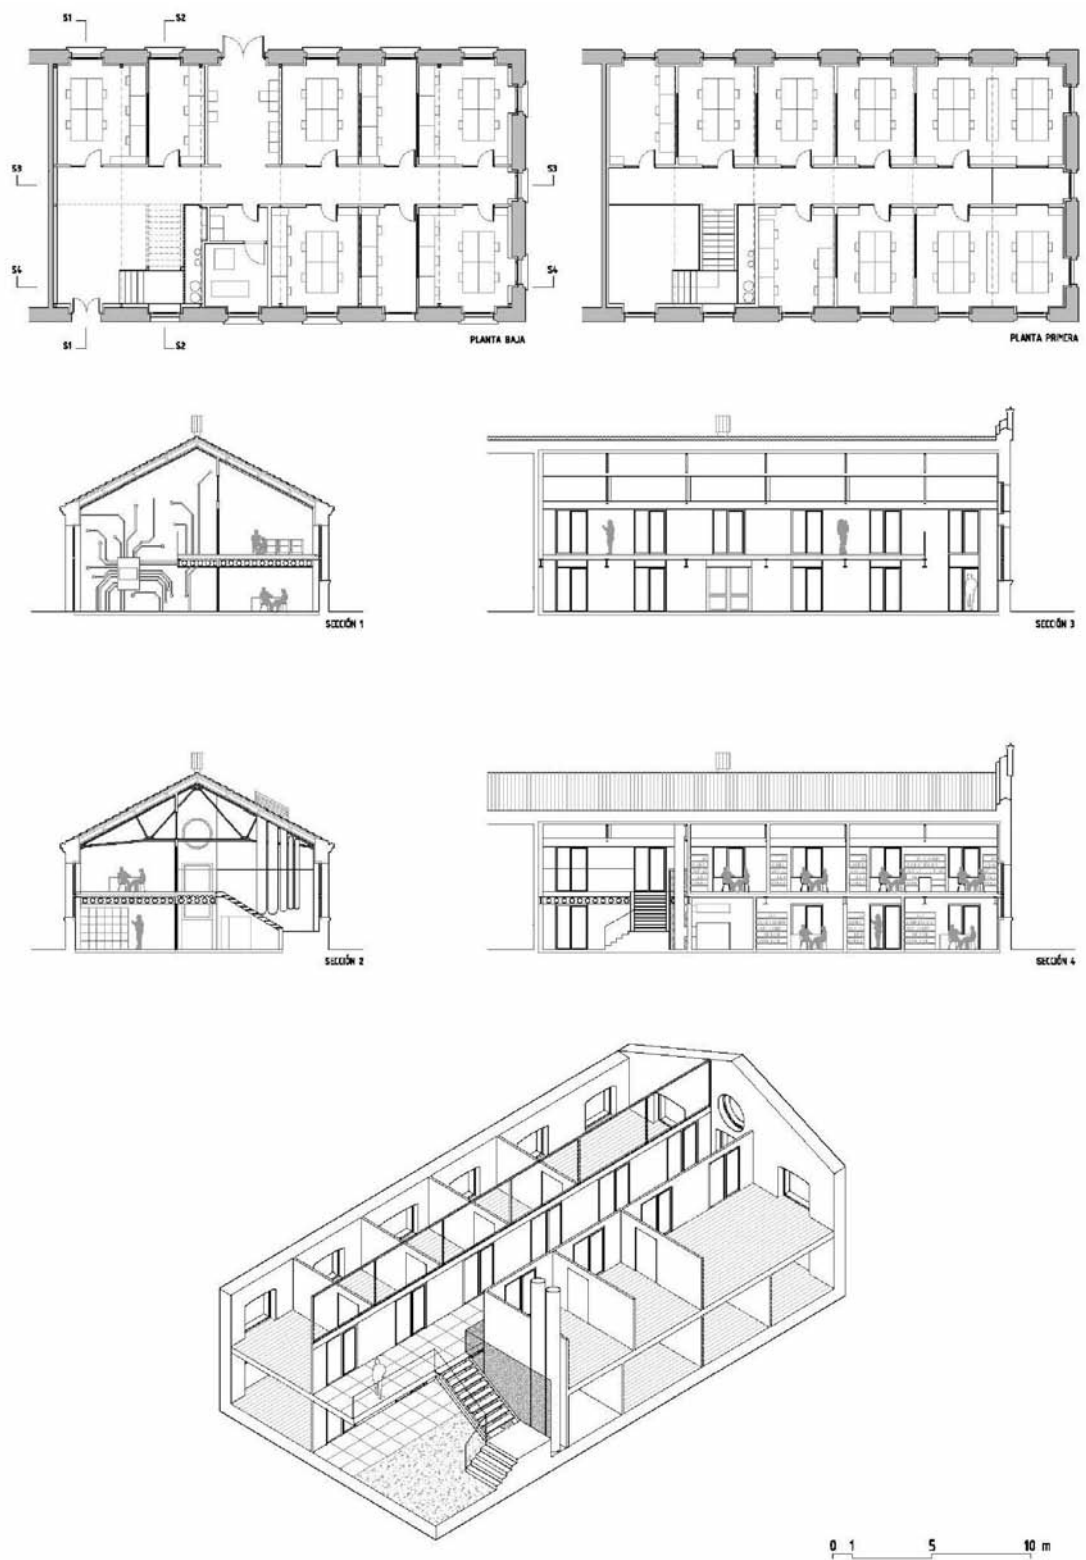 S1 S2
S3 S3
S4 S4
S1 S2
PLANTA BAJA
PLANTA PRIMERA
SECCIÓN 1
SECCIÓN 3
SECCIÓN 2
SECCIÓN 4
0 1 5 10 m